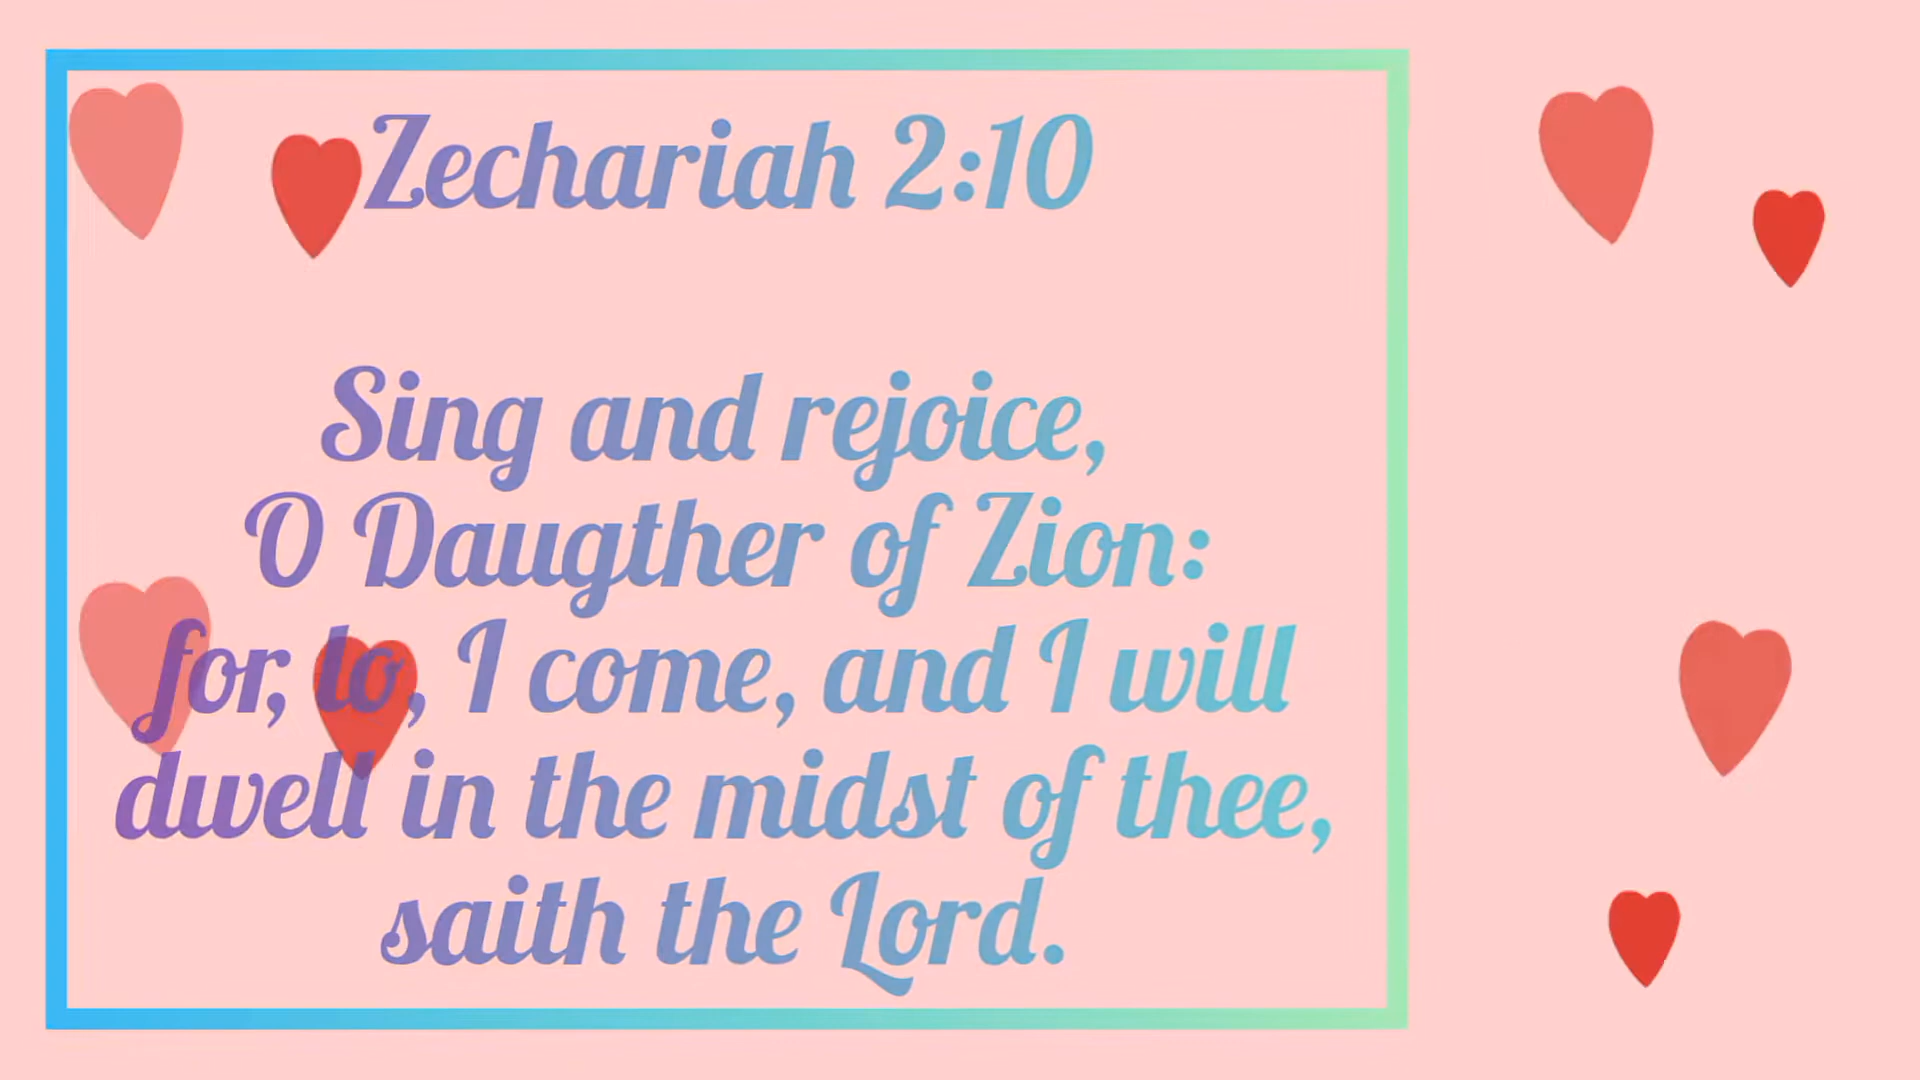 Zechariah 2:10
Sing and rejoice,
O Daugther of Zion:
for, lo, I come, and I will
dwell in the midst of thee,
saith the Lord.